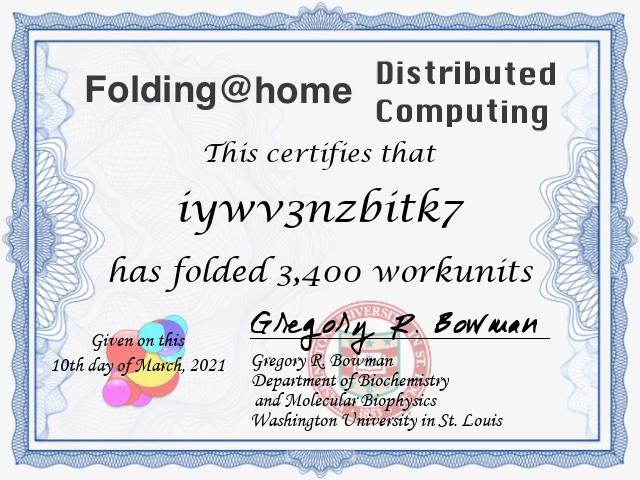 Folding@home
Distributed
Computing
This certifies that
iywv3nzbitk7
has folded 3,400 workunits
Given on this
10th day of March, 2021
Gregory R. Bowman
Gregory R. Bowman
Department of Biochemistry
and Molecular Biophysics
Washington University in St. Louis